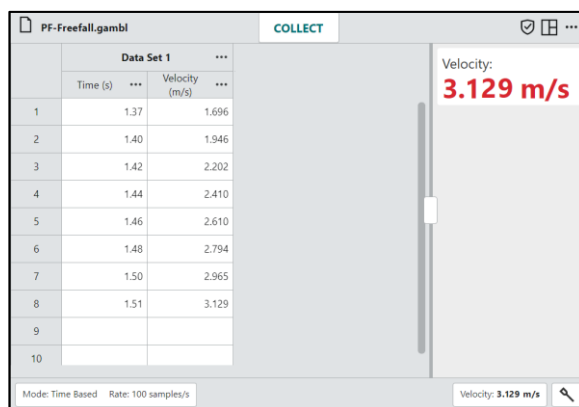 PF-Freefall.gambl COLLECT
Data Set 1 ...
Time (s) ... Velocity (m/s) ...
1 1.37 1.696
2 1.40 1.946
3 1.42 2.202
4 1.44 2.410
5 1.46 2.610
6 1.48 2.794
7 1.50 2.965
8 1.51 3.129
9
10
Velocity:
3.129 m/s
Mode: Time Based Rate: 100 samples/s Velocity: 3.129 m/s